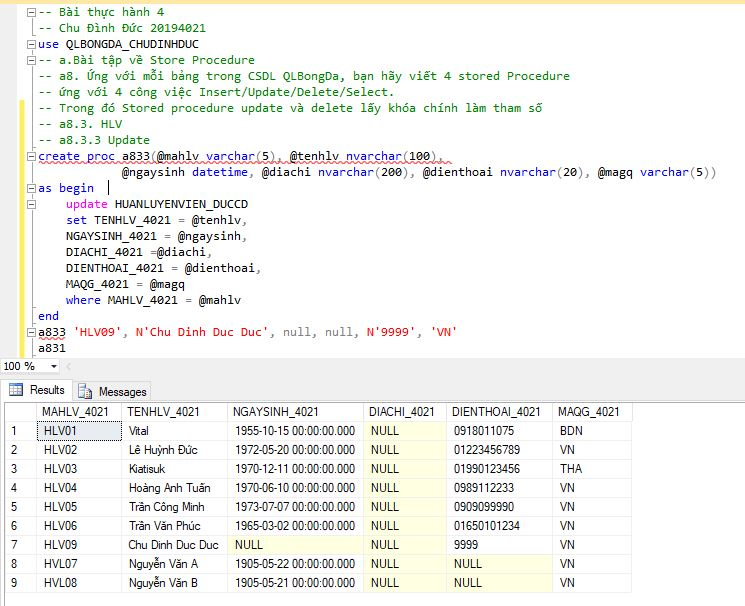 -- Bài thực hành 4
-- Chu Đình Đức 20194021
use QLBONGDA_CHUDINHDUC
-- a.Bài tập về Store Procedure
-- a8. Ứng với mỗi bảng trong CSDL QLBongDa, bạn hãy viết 4 stored Procedure
-- ứng với 4 công việc Insert/Update/Delete/Select.
-- Trong đó Stored procedure update và delete lấy khóa chính làm tham số
-- a8.3. HLV
-- a8.3.3 Update
create proc a833(@mahlv varchar(5), @tenhlv nvarchar(100),
@ngaysinh datetime, @diachi nvarchar(200), @dienthoai nvarchar(20), @magq varchar(5))
as begin
update HUANLUYENVIEN_DUCCD
set TENHLV_4021 = @tenhlv,
NGAYSINH_4021 = @ngaysinh,
DIACHI_4021 =@diachi,
DIENTHOAI_4021 = @dienthoai,
MAQG_4021 = @magq
where MAHLV_4021 = @mahlv
end
a833 'HLV09', N'Chu Dinh Duc Duc', null, null, N'9999', 'VN'
a831
100 %
Results Messages
MAHLV_4021 TENHLV_4021 NGAYSINH_4021 DIACHI_4021 DIENTHOAI_4021 MAQG_4021
1 HLV01 Vital 1955-10-15 00:00:00.000 NULL 0918011075 BDN
2 HLV02 Lê Huỳnh Đức 1972-05-20 00:00:00.000 NULL 01223456789 VN
3 HLV03 Kiatisuk 1970-12-11 00:00:00.000 NULL 01990123456 THA
4 HLV04 Hoàng Anh Tuấn 1970-06-10 00:00:00.000 NULL 0989112233 VN
5 HLV05 Trần Công Minh 1973-07-07 00:00:00.000 NULL 0909099990 VN
6 HLV06 Trần Văn Phúc 1965-03-02 00:00:00.000 NULL 01650101234 VN
7 HLV09 Chu Dinh Duc Duc NULL NULL 9999 VN
8 HVL07 Nguyễn Văn A 1905-05-22 00:00:00.000 NULL NULL VN
9 HVL08 Nguyễn Văn B 1905-05-21 00:00:00.000 NULL NULL VN